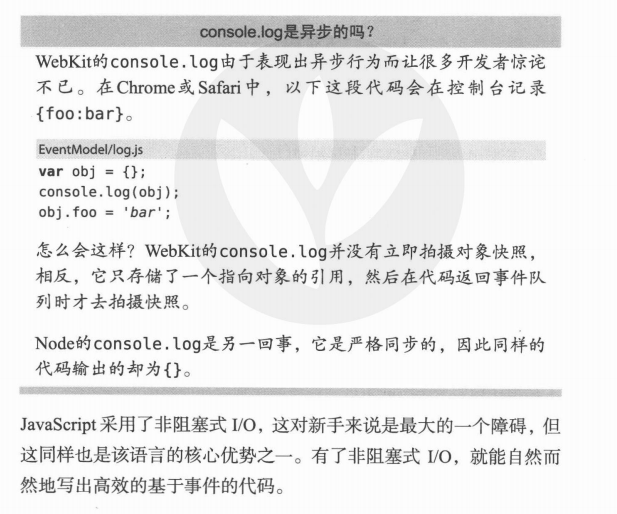 console.log是异步的吗？
WebKit的console.log由于表现出异步行为而让很多开发者惊诧
不已。在Chrome或Safari中，以下这段代码会在控制台记录
{foo:bar}。
EventModel/log.js
var obj = {};
console.log(obj);
obj.foo = 'bar';
怎么会这样？WebKit的console.log并没有立即拍摄对象快照，
相反，它只存储了一个指向对象的引用，然后在代码返回事件队
列时才去拍摄快照。
Node的console.log是另一回事，它是严格同步的，因此同样的
代码输出的却为{}。
JavaScript 采用了非阻塞式 I/O，这对新手来说是最大的一个障碍，但
这同样也是该语言的核心优势之一。有了非阻塞式 I/O，就能自然而
然地写出高效的基于事件的代码。